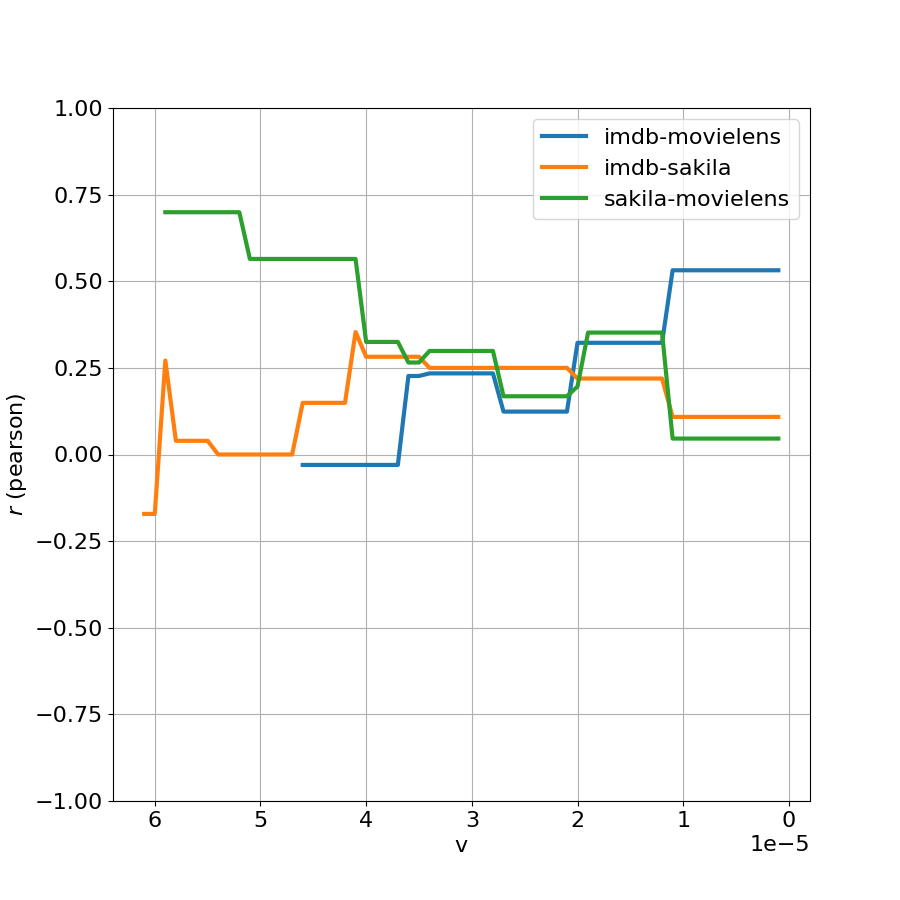 1.00
0.75
0.50
0.25
0.00
−0.25
−0.50
−0.75
−1.00
r (pearson)
imdb-movielens
imdb-sakila
sakila-movielens
6 5 4 3 2 1 0
v
1e−5